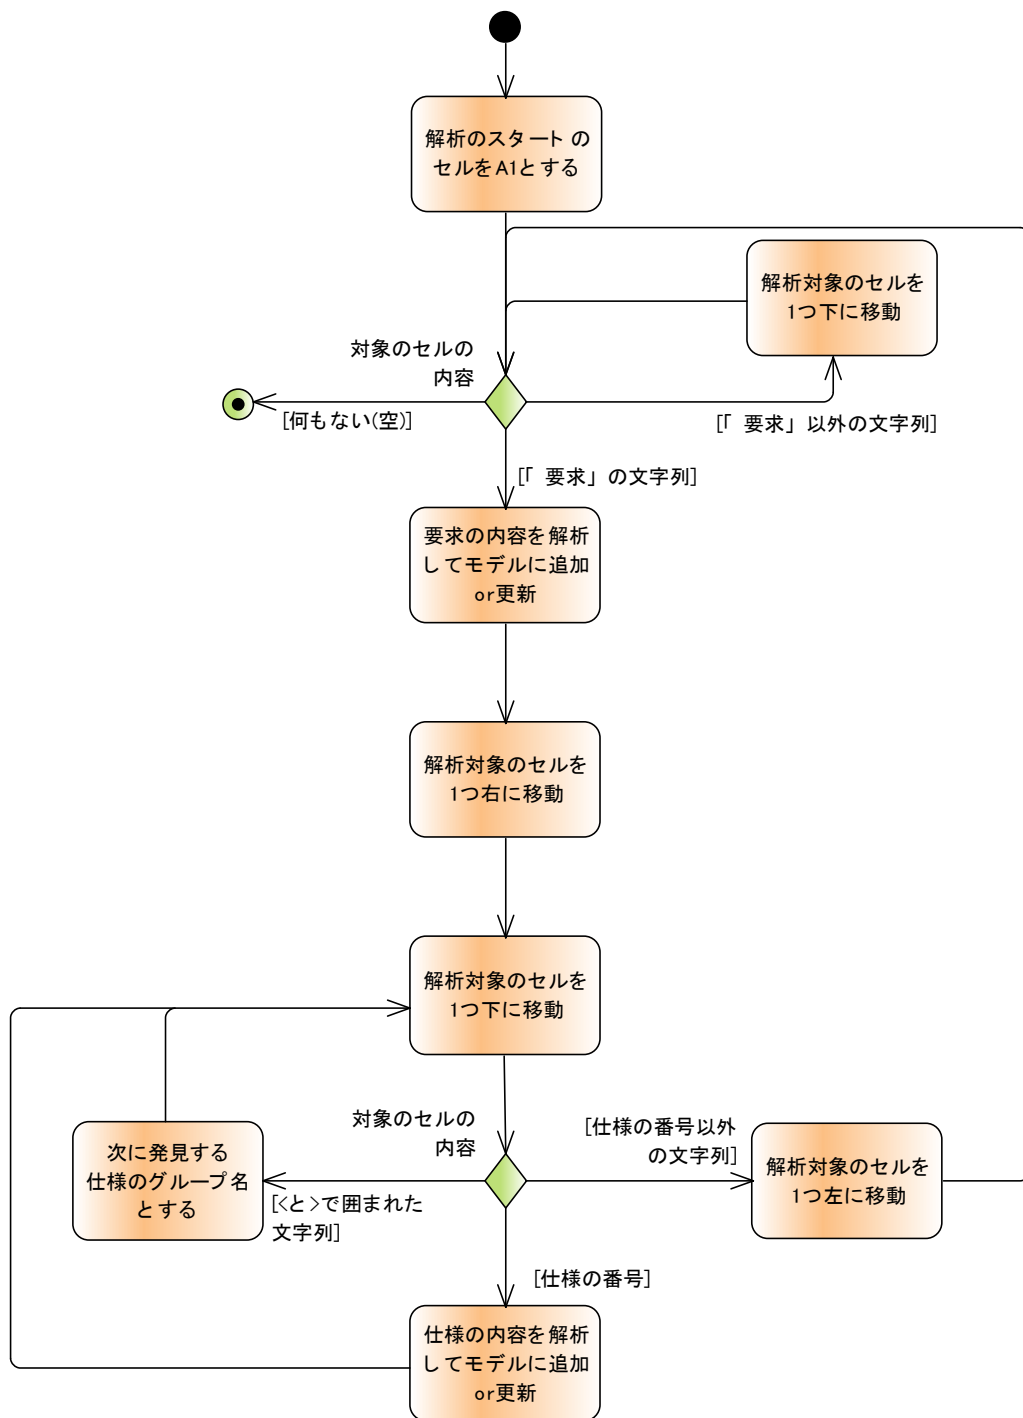 解析のスタートの
セルをA1とする
解析対象のセルを
1つ下に移動
対象のセルの
内容
[何もない(空)]
[「要求」以外の文字列]
[「要求」の文字列]
要求の内容を解析
してモデルに追加
or更新
解析対象のセルを
1つ右に移動
解析対象のセルを
1つ下に移動
対象のセルの
内容
[仕様の番号以外
の文字列]
次に発見する
仕様のグループ名
とする
解析対象のセルを
1つ左に移動
[<と>で囲まれた
文字列]
[仕様の番号]
仕様の内容を解析
してモデルに追加
or更新